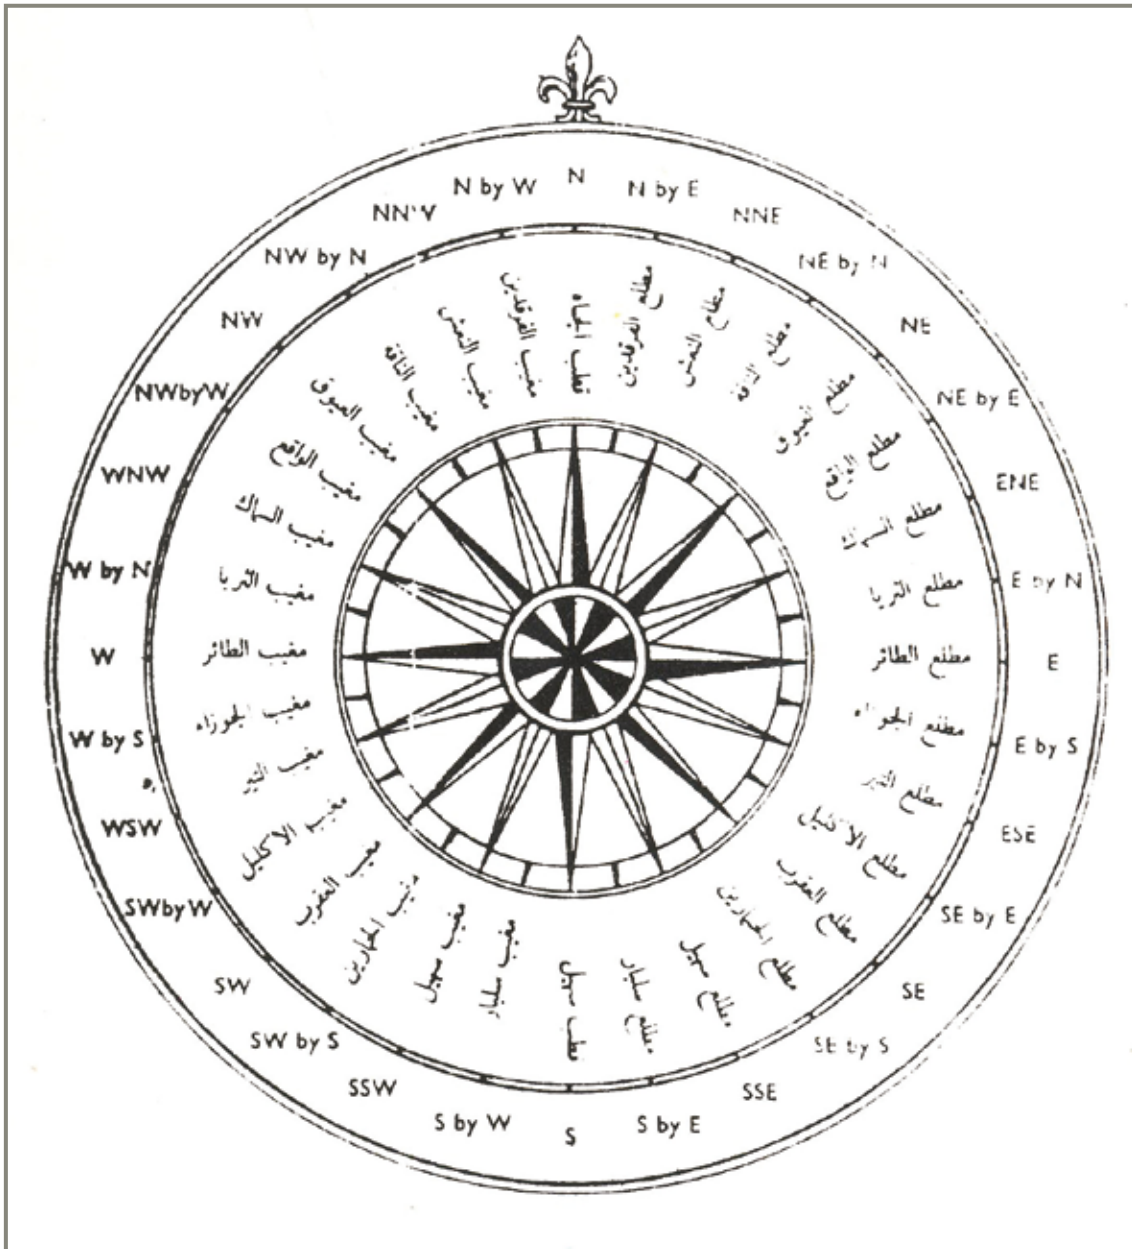 N
N by E
NNE
NE by N
NE
NE by E
ENE
E by N
E
E by S
ESE
SE by E
SE
SE by S
SSE
S by E
S
S by W
SSW
SW by S
SW
SW by W
WSW
W by S
W
W by N
WNW
NW by W
NW
NW by N
NNW
N by W
قطب الجاه
مطلع الفرقدين
مطلع النعش
مطلع الناقة
مطلع العيوق
مطلع الواقع
مطلع السماك
مطلع الثريا
مطلع الطائر
مطلع الجوزاء
مطلع التير
مطلع الاكليل
مطلع العقرب
مطلع الحمارين
مطلع سهيل
مطلع سلبار
قطب سهيل
مغيب سلبار
مغيب سهيل
مغيب الحمارين
مغيب العقرب
مغيب الاكليل
مغيب التير
مغيب الجوزاء
مغيب الطائر
مغيب الثريا
مغيب السماك
مغيب الواقع
مغيب العيوق
مغيب الناقة
مغيب النعش
مغيب الفرقدين